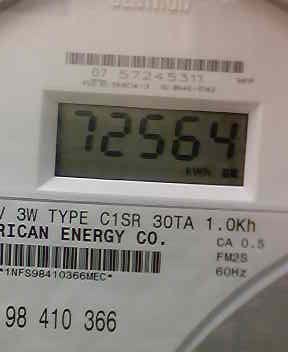 07 57245311
72564
KWH
V 3W TYPE C1SR 30TA 1.0Kh
RICAN ENERGY CO.
CA 0.5
FM2S
60Hz
*1NFS98410366MEC*
98 410 366